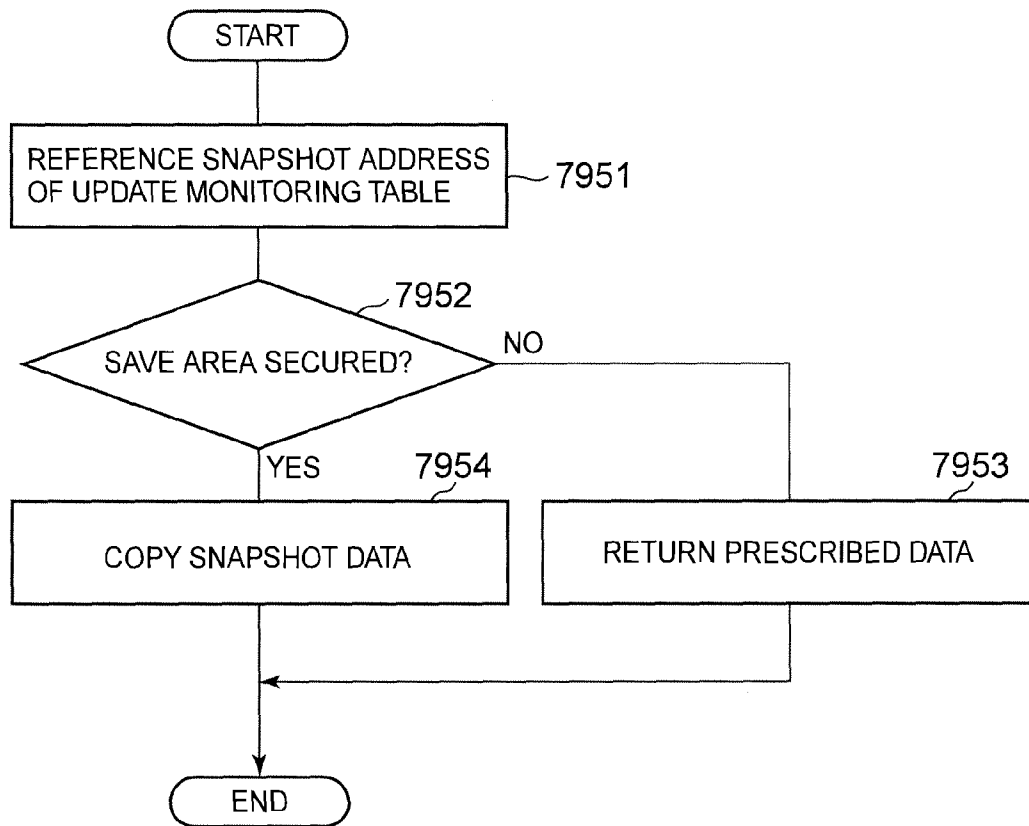 START
REFERENCE SNAPSHOT ADDRESS
OF UPDATE MONITORING TABLE
7951
7952
SAVE AREA SECURED?
NO
YES
7954
7953
COPY SNAPSHOT DATA
RETURN PRESCRIBED DATA
END